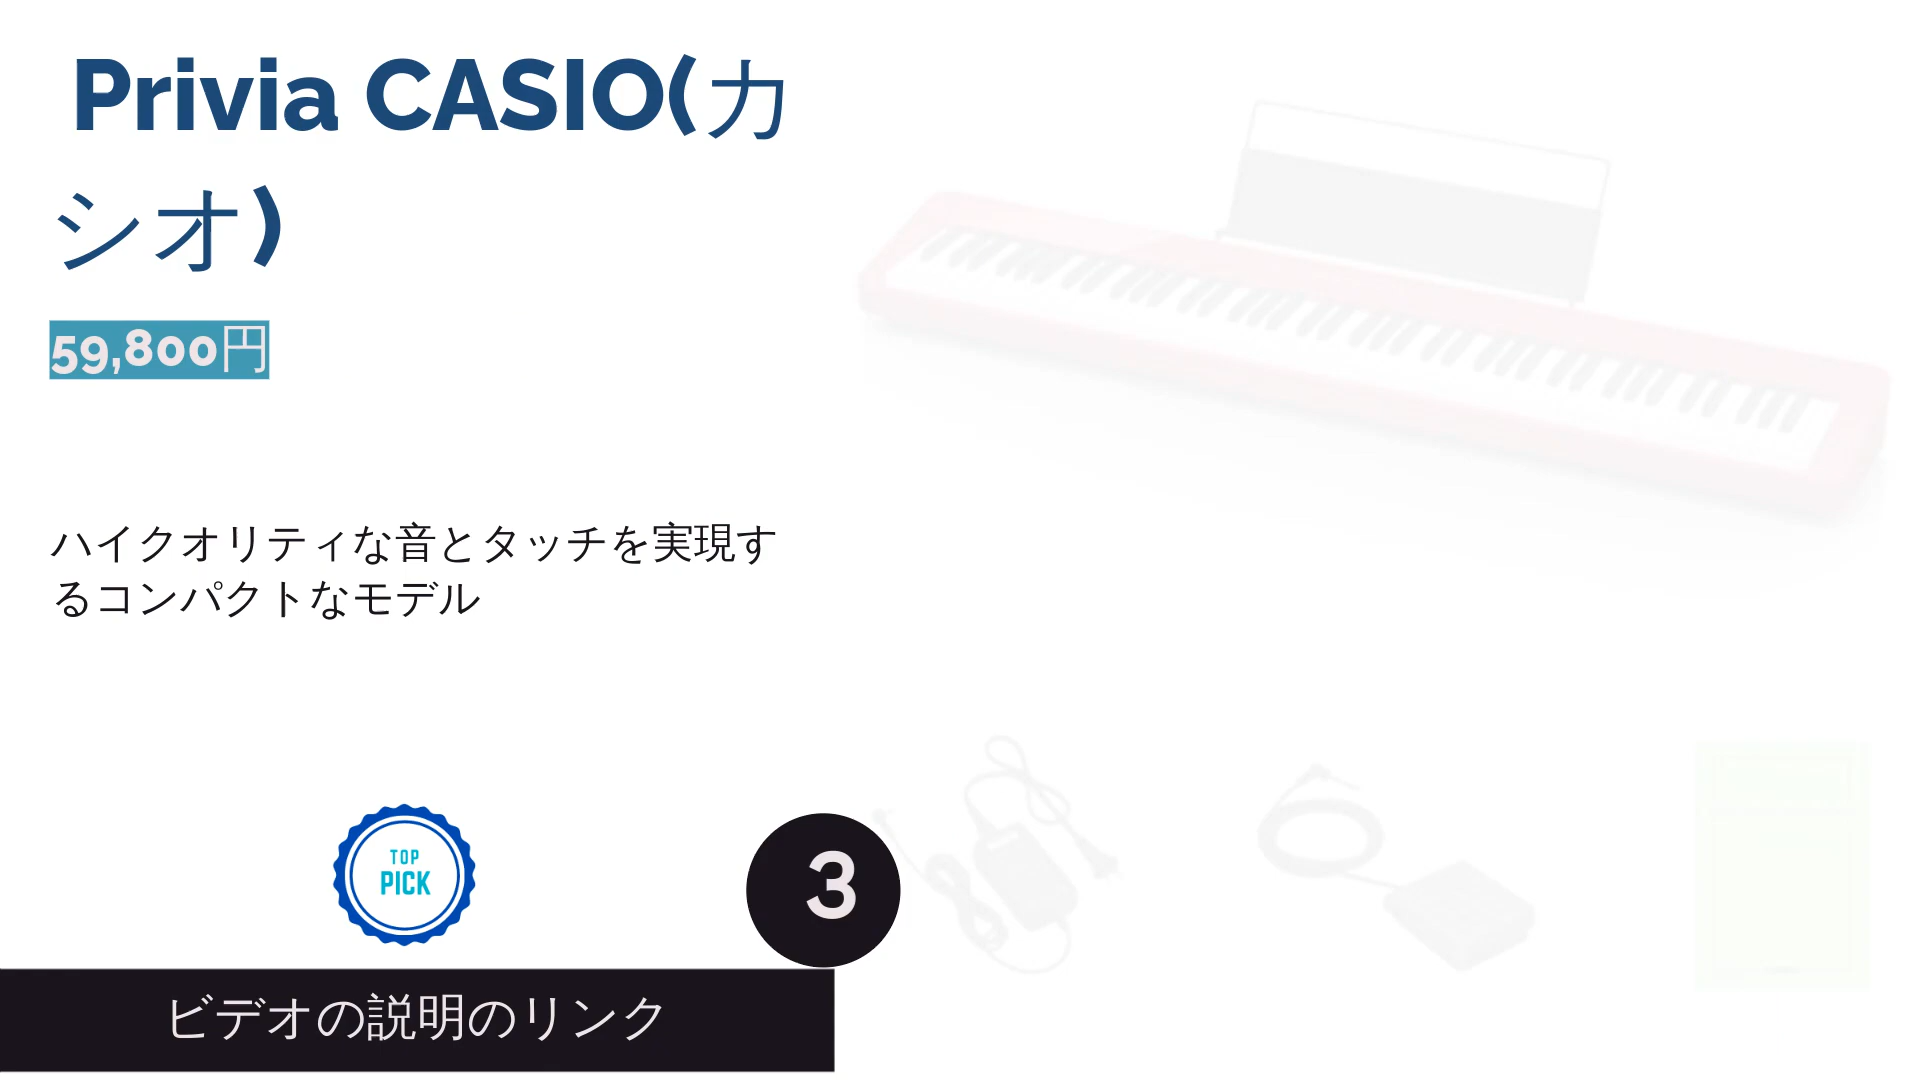 Privia CASIO(カ
シオ)
59,800円
ハイクオリティな音とタッチを実現す
るコンパクトなモデル
TOP
PICK
3
ビデオの説明のリンク